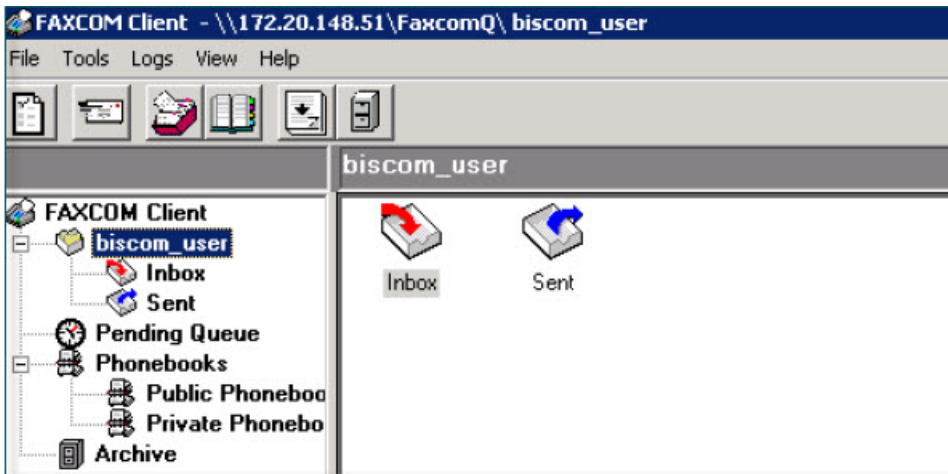 FAXCOM Client - \\172.20.148.51\FaxcomQ\ biscom_user
File Tools Logs View Help
biscom_user
FAXCOM Client
biscom_user
Inbox
Sent
Pending Queue
Phonebooks
Public Phoneboo
Private Phonebo
Archive
Inbox
Sent